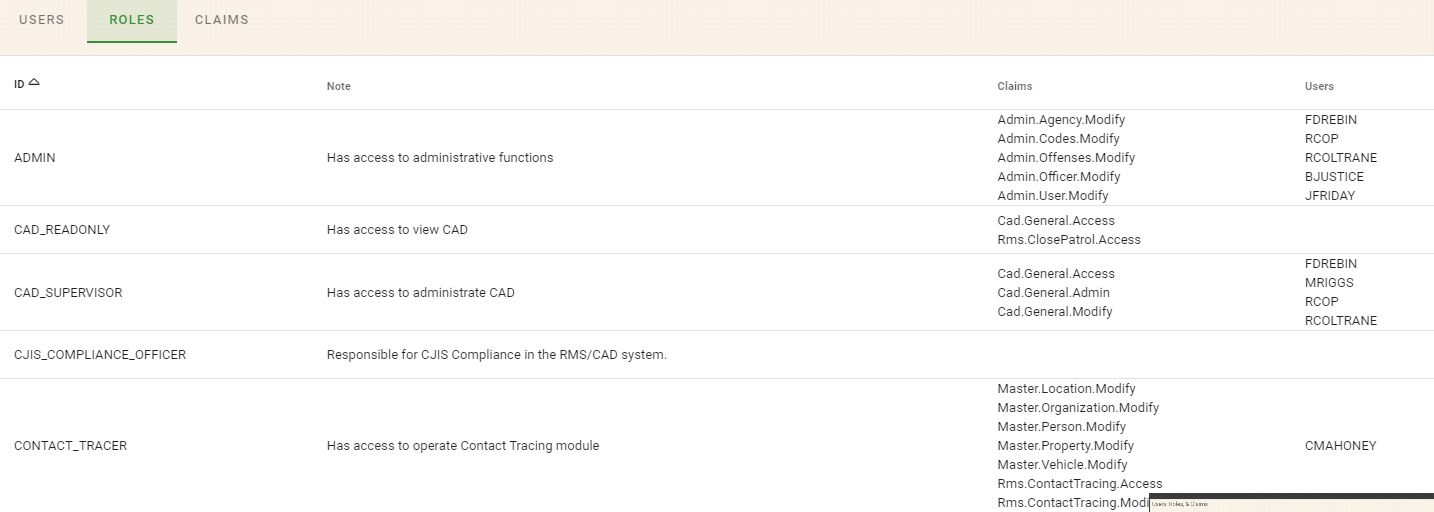 USERS ROLES CLAIMS
ID Note Claims Users
ADMIN
Has access to administrative functions
Admin.Agency.Modify
Admin.Codes.Modify
Admin.Offenses.Modify
Admin.Officer.Modify
Admin.User.Modify
FDREBIN
RCOP
RCOLTRANE
BJUSTICE
JFRIDAY
CAD_READONLY
Has access to view CAD
Cad.General.Access
Rms.ClosePatrol.Access
CAD_SUPERVISOR
Has access to administrate CAD
Cad.General.Access
Cad.General.Admin
Cad.General.Modify
FDREBIN
MRIGGS
RCOP
RCOLTRANE
CJIS_COMPLIANCE_OFFICER
Responsible for CJIS Compliance in the RMS/CAD system.
CONTACT_TRACER
Has access to operate Contact Tracing module
Master.Location.Modify
Master.Organization.Modify
Master.Person.Modify
Master.Property.Modify
Master.Vehicle.Modify
Rms.ContactTracing.Access
Rms.ContactTracing.Modi
CMAHONEY
Users, Roles, & Claims